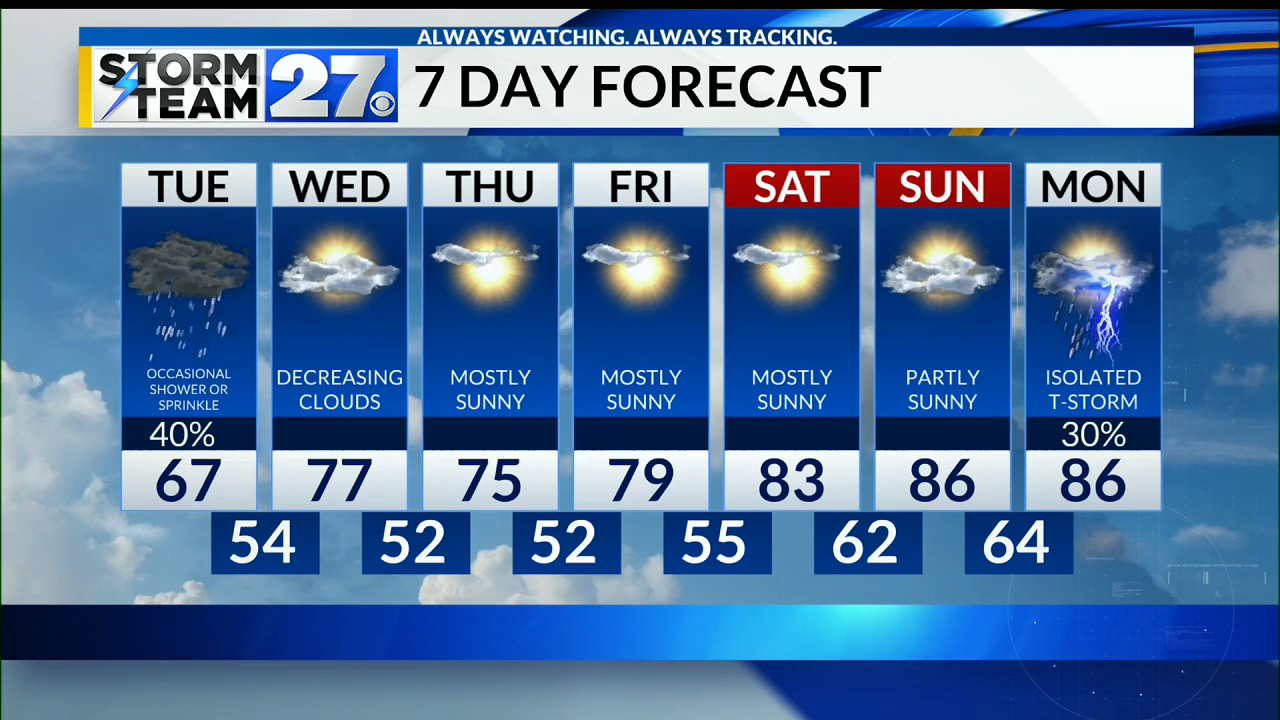 ALWAYS WATCHING. ALWAYS TRACKING.
STORM
TEAM
27
7 DAY FORECAST
TUE
WED
THU
FRI
SAT
SUN
MON
OCCASIONAL
SHOWER OR
SPRINKLE
DECREASING
CLOUDS
MOSTLY
SUNNY
MOSTLY
SUNNY
MOSTLY
SUNNY
PARTLY
SUNNY
ISOLATED
T-STORM
40%
30%
67
77
75
79
83
86
86
54
52
52
55
62
64